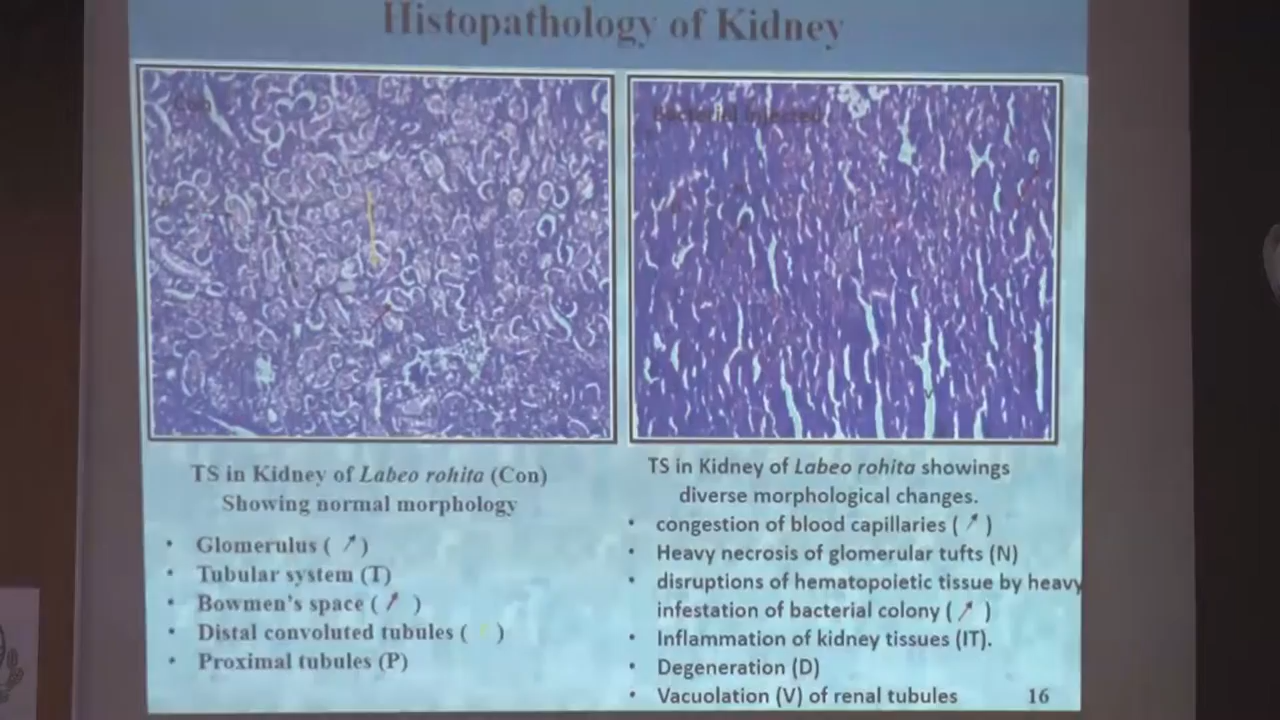 Histopathology of Kidney
Con
Bacterial Injected
V
TS in Kidney of Labeo rohita (Con)
Showing normal morphology
• Glomerulus ( ↗ )
• Tubular system (T)
• Bowmen's space ( ↗ )
• Distal convoluted tubules ( )
• Proximal tubules (P)
TS in Kidney of Labeo rohita showings
diverse morphological changes.
• congestion of blood capillaries ( ↗ )
• Heavy necrosis of glomerular tufts (N)
• disruptions of hematopoietic tissue by heavy
infestation of bacterial colony ( ↗ )
• Inflammation of kidney tissues (IT).
• Degeneration (D)
• Vacuolation (V) of renal tubules
16